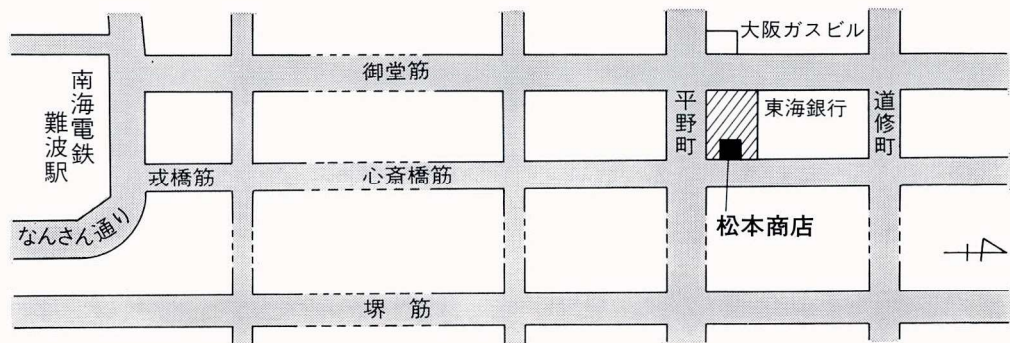 大阪ガスビル
御堂筋
南海電鉄
難波駅
平野町
東海銀行
道修町
戎橋筋
心斎橋筋
松本商店
なんさん通り
堺筋